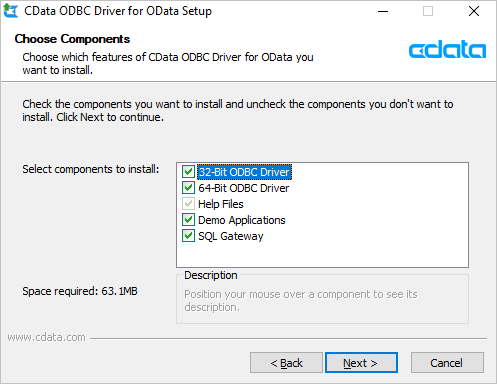 CData ODBC Driver for OData Setup
Choose Components
Choose which features of CData ODBC Driver for OData you
want to install.
cdata
Check the components you want to install and uncheck the components you don't want to
install. Click Next to continue.
Select components to install:
32-Bit ODBC Driver
64-Bit ODBC Driver
Help Files
Demo Applications
SQL Gateway
Space required: 63.1MB
Description
Position your mouse over a component to see its
description.
www.cdata.com
< Back
Next >
Cancel